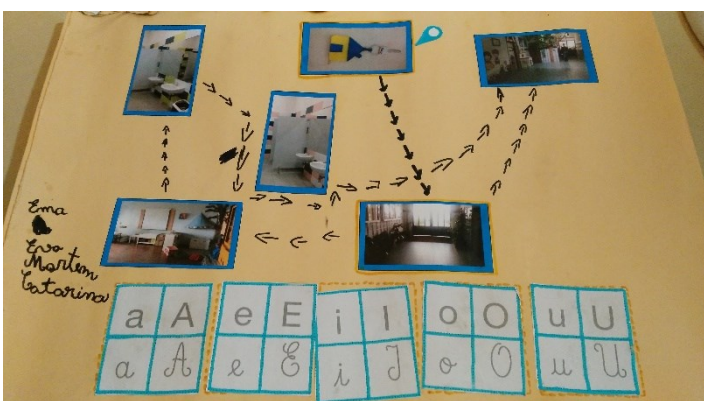 Ema
Eva
Martim
Catarina
a A e E i I o O u U
a A e E i I o O u U